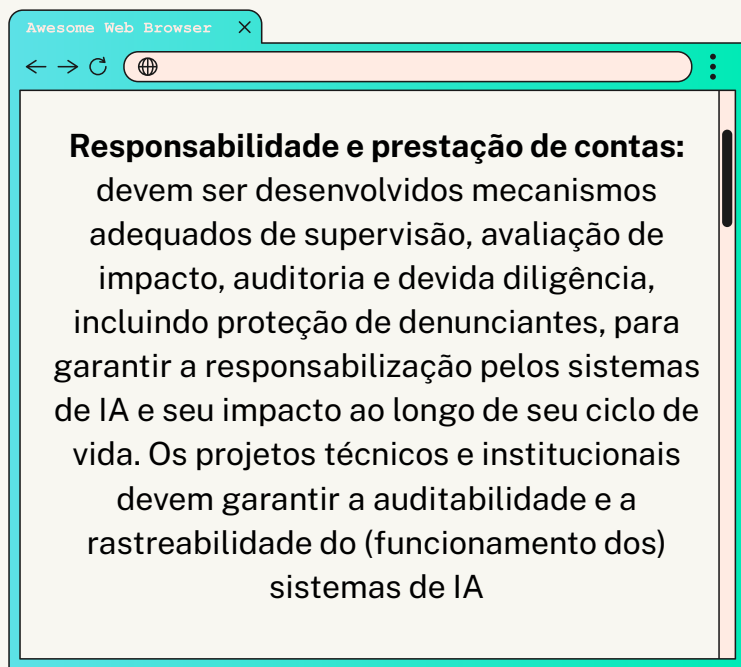 Awesome Web Browser
Responsabilidade e prestação de contas:
devem ser desenvolvidos mecanismos
adequados de supervisão, avaliação de
impacto, auditoria e devida diligência,
incluindo proteção de denunciantes, para
garantir a responsabilização pelos sistemas
de IA e seu impacto ao longo de seu ciclo de
vida. Os projetos técnicos e institucionais
devem garantir a auditabilidade e a
rastreabilidade do (funcionamento dos)
sistemas de IA